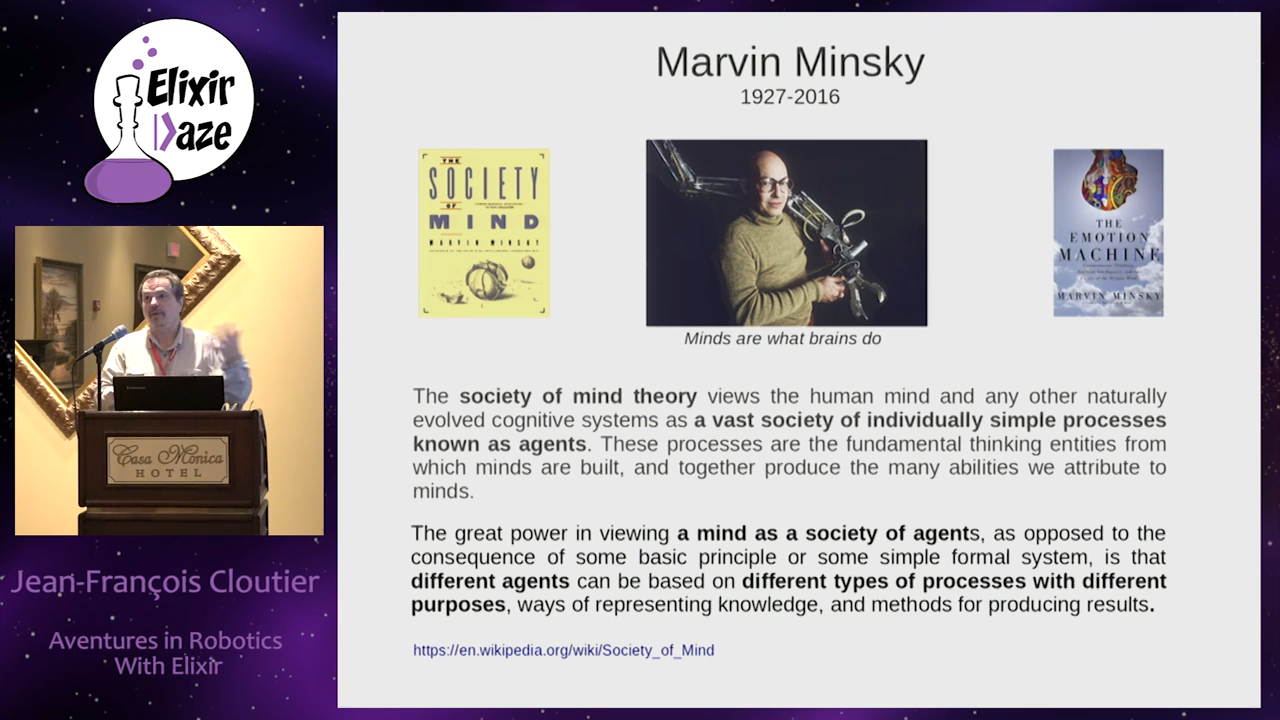 Elixir
|>aze
Casa Monica
HOTEL
Jean-François Cloutier
Aventures in Robotics
With Elixir
Marvin Minsky
1927-2016
THE
SOCIETY
OF
MIND
MARVIN MINSKY
THE
EMOTION
MACHINE
MARVIN MINSKY
Minds are what brains do
The society of mind theory views the human mind and any other naturally
evolved cognitive systems as a vast society of individually simple processes
known as agents. These processes are the fundamental thinking entities from
which minds are built, and together produce the many abilities we attribute to
minds.
The great power in viewing a mind as a society of agents, as opposed to the
consequence of some basic principle or some simple formal system, is that
different agents can be based on different types of processes with different
purposes, ways of representing knowledge, and methods for producing results.
https://en.wikipedia.org/wiki/Society_of_Mind